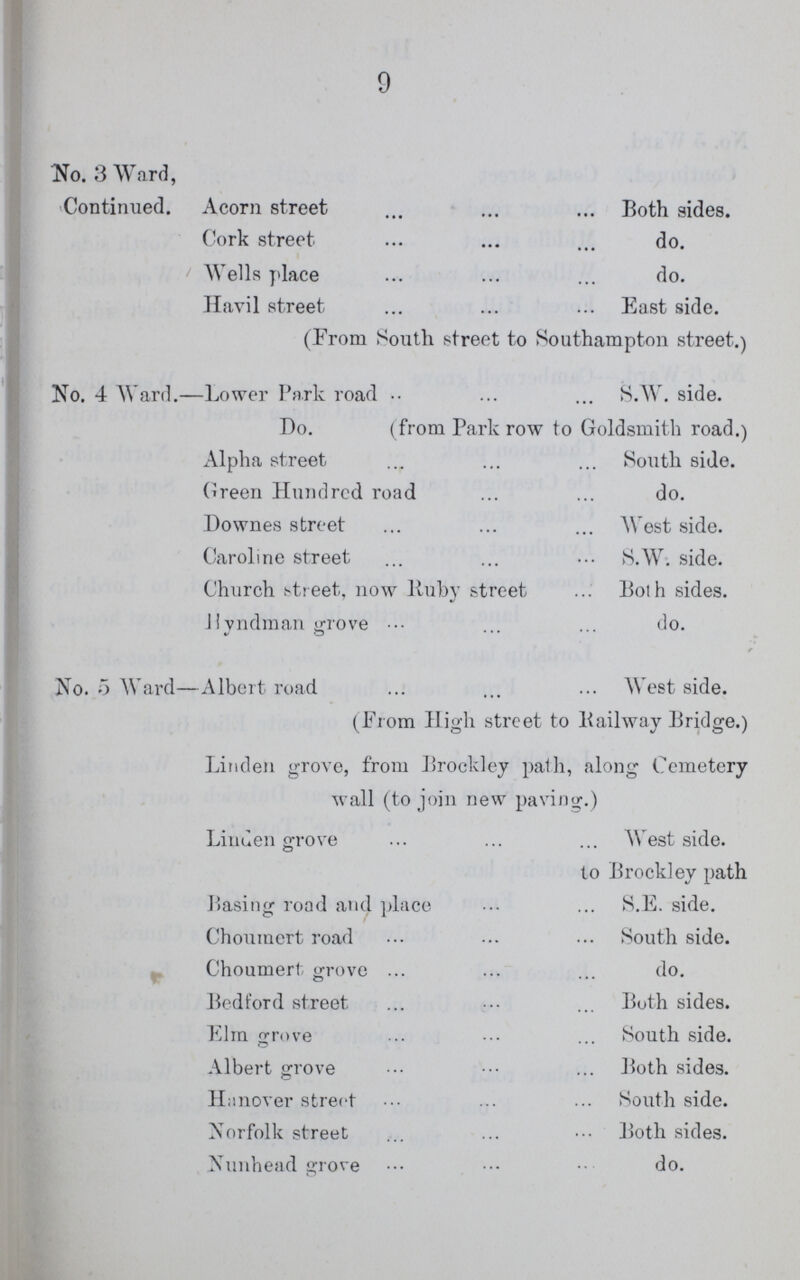 9
No. 3 Ward,
Continued. Acorn street ... ... ... Both sides.
Cork street ... ... ... do.
Wells place ... ... ... do.
Havil street ... ... ... East side.
(From South street to Southampton street.)
No. 4 Ward.—Lower Park road .. ... ... S.W. side.
Do. (from Park row to Goldsmith road.)
Alpha street ... ... ... South side.
Green Hundred road ... ... do.
Downes street ... ... ... West side.
Caroline street ... ... ... S.W. side.
Church street, now Ruby street ... Both sides.
Hyndman grove ... ... ... do.
No. 5 Ward—Albert road ... ... ... West side.
(From High street to Railway Bridge.)
Linden grove, from Brockley path, along Cemetery
wall (to join new paving.)
Linden grove ... ... ... West side.
to Brockley path
Basing road and place ... ... S.E. side.
Choumert road ... ... ... South side.
Choumert grove ... ... ... do.
Bedford street ... ... ... Both sides.
Elm grove ... ... ... South side.
Albert grove ... ... ... Both sides.
Hanover street ... ... ... South side.
Norfolk street ... ... ... Both sides.
Nunhead grove ... ... .. do.